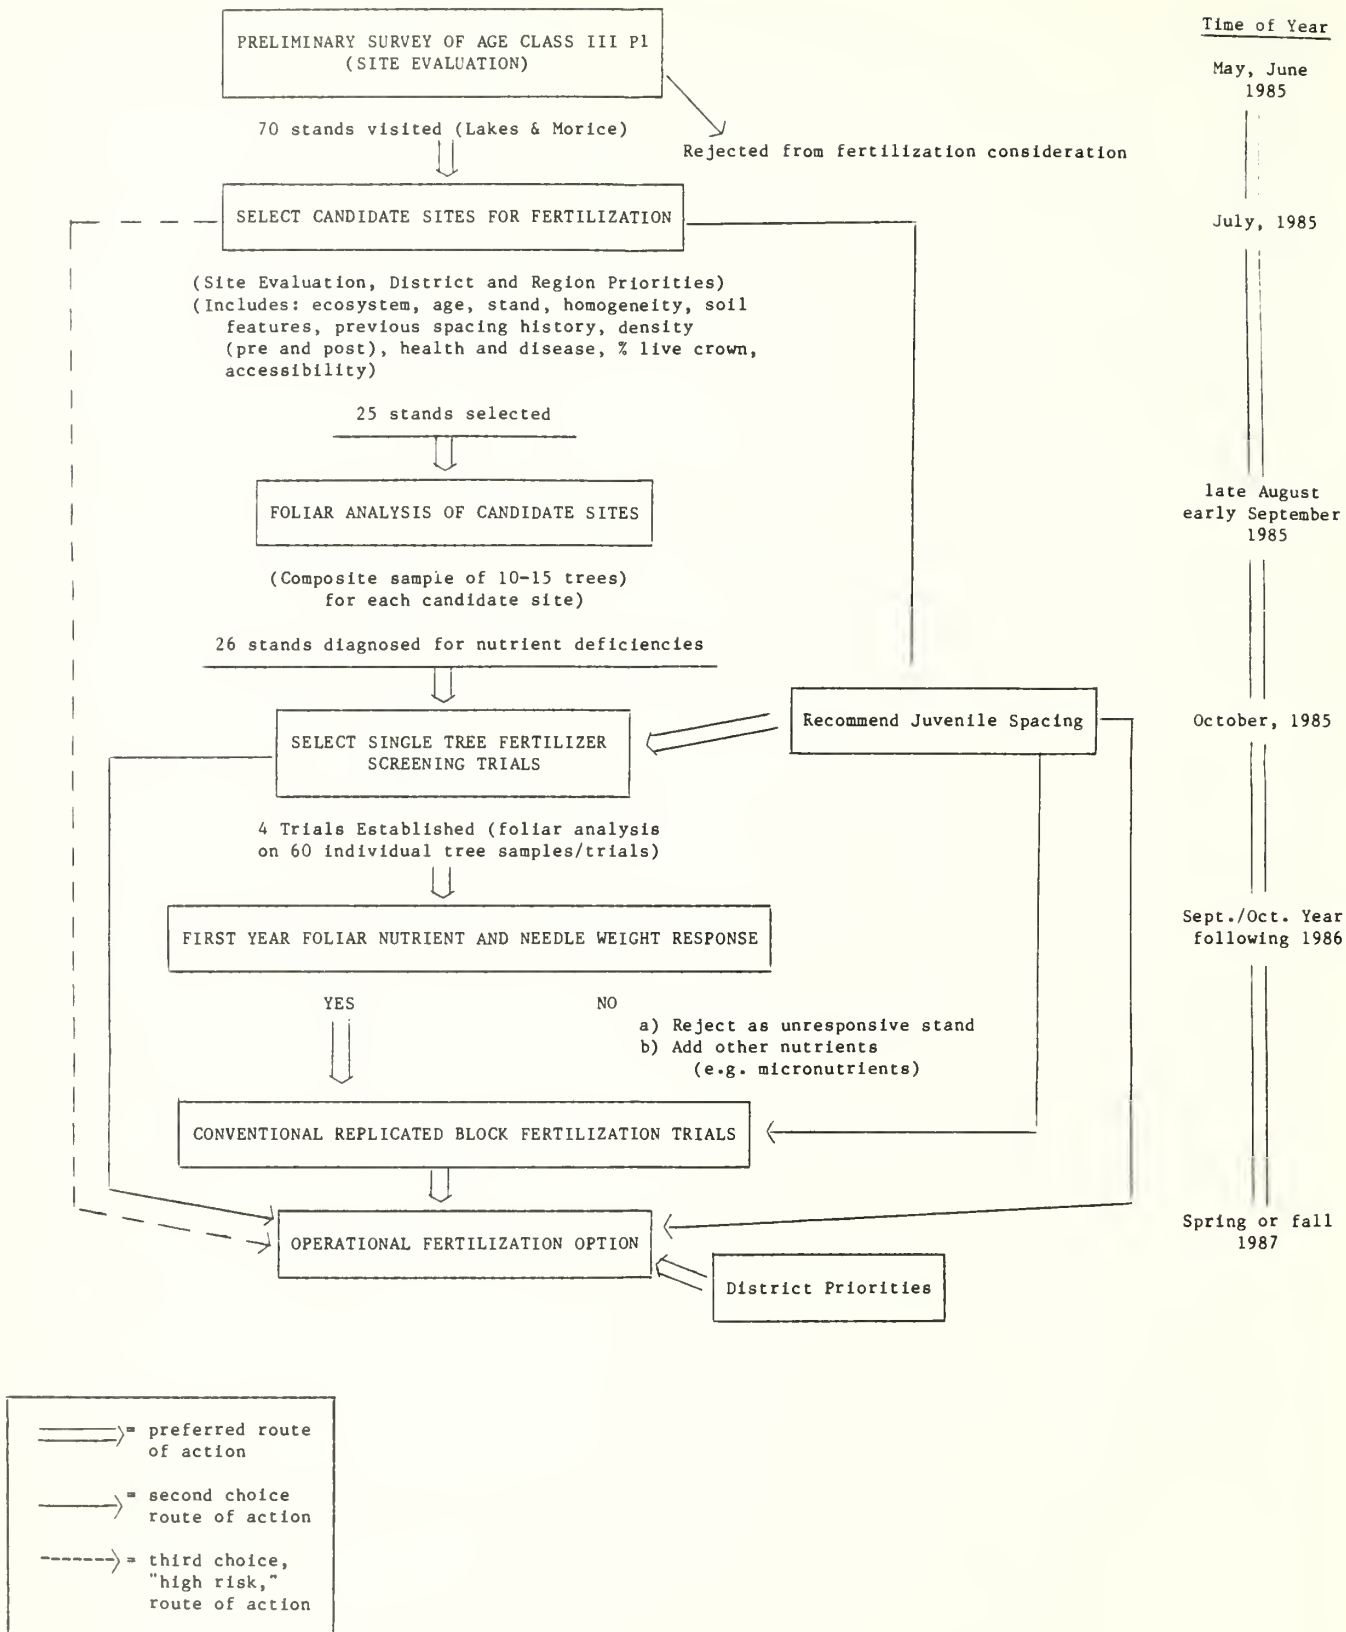 Time of Year
PRELIMINARY SURVEY OF AGE CLASS III Pl
(SITE EVALUATION)
May, June
1985
70 stands visited (Lakes & Morice)
Rejected from fertilization consideration
SELECT CANDIDATE SITES FOR FERTILIZATION
July, 1985
(Site Evaluation, District and Region Priorities)
(Includes: ecosystem, age, stand, homogeneity, soil
features, previous spacing history, density
(pre and post), health and disease, % live crown,
accessibility)
25 stands selected
FOLIAR ANALYSIS OF CANDIDATE SITES
late August
early September
1985
(Composite sample of 10-15 trees)
for each candidate site)
26 stands diagnosed for nutrient deficiencies
Recommend Juvenile Spacing
October, 1985
SELECT SINGLE TREE FERTILIZER
SCREENING TRIALS
4 Trials Established (foliar analysis
on 60 individual tree samples/trials)
FIRST YEAR FOLIAR NUTRIENT AND NEEDLE WEIGHT RESPONSE
Sept./Oct. Year
following 1986
YES
NO
a) Reject as unresponsive stand
b) Add other nutrients
(e.g. micronutrients)
CONVENTIONAL REPLICATED BLOCK FERTILIZATION TRIALS
OPERATIONAL FERTILIZATION OPTION
Spring or fall
1987
District Priorities
= preferred route
of action
= second choice
route of action
= third choice,
"high risk,"
route of action